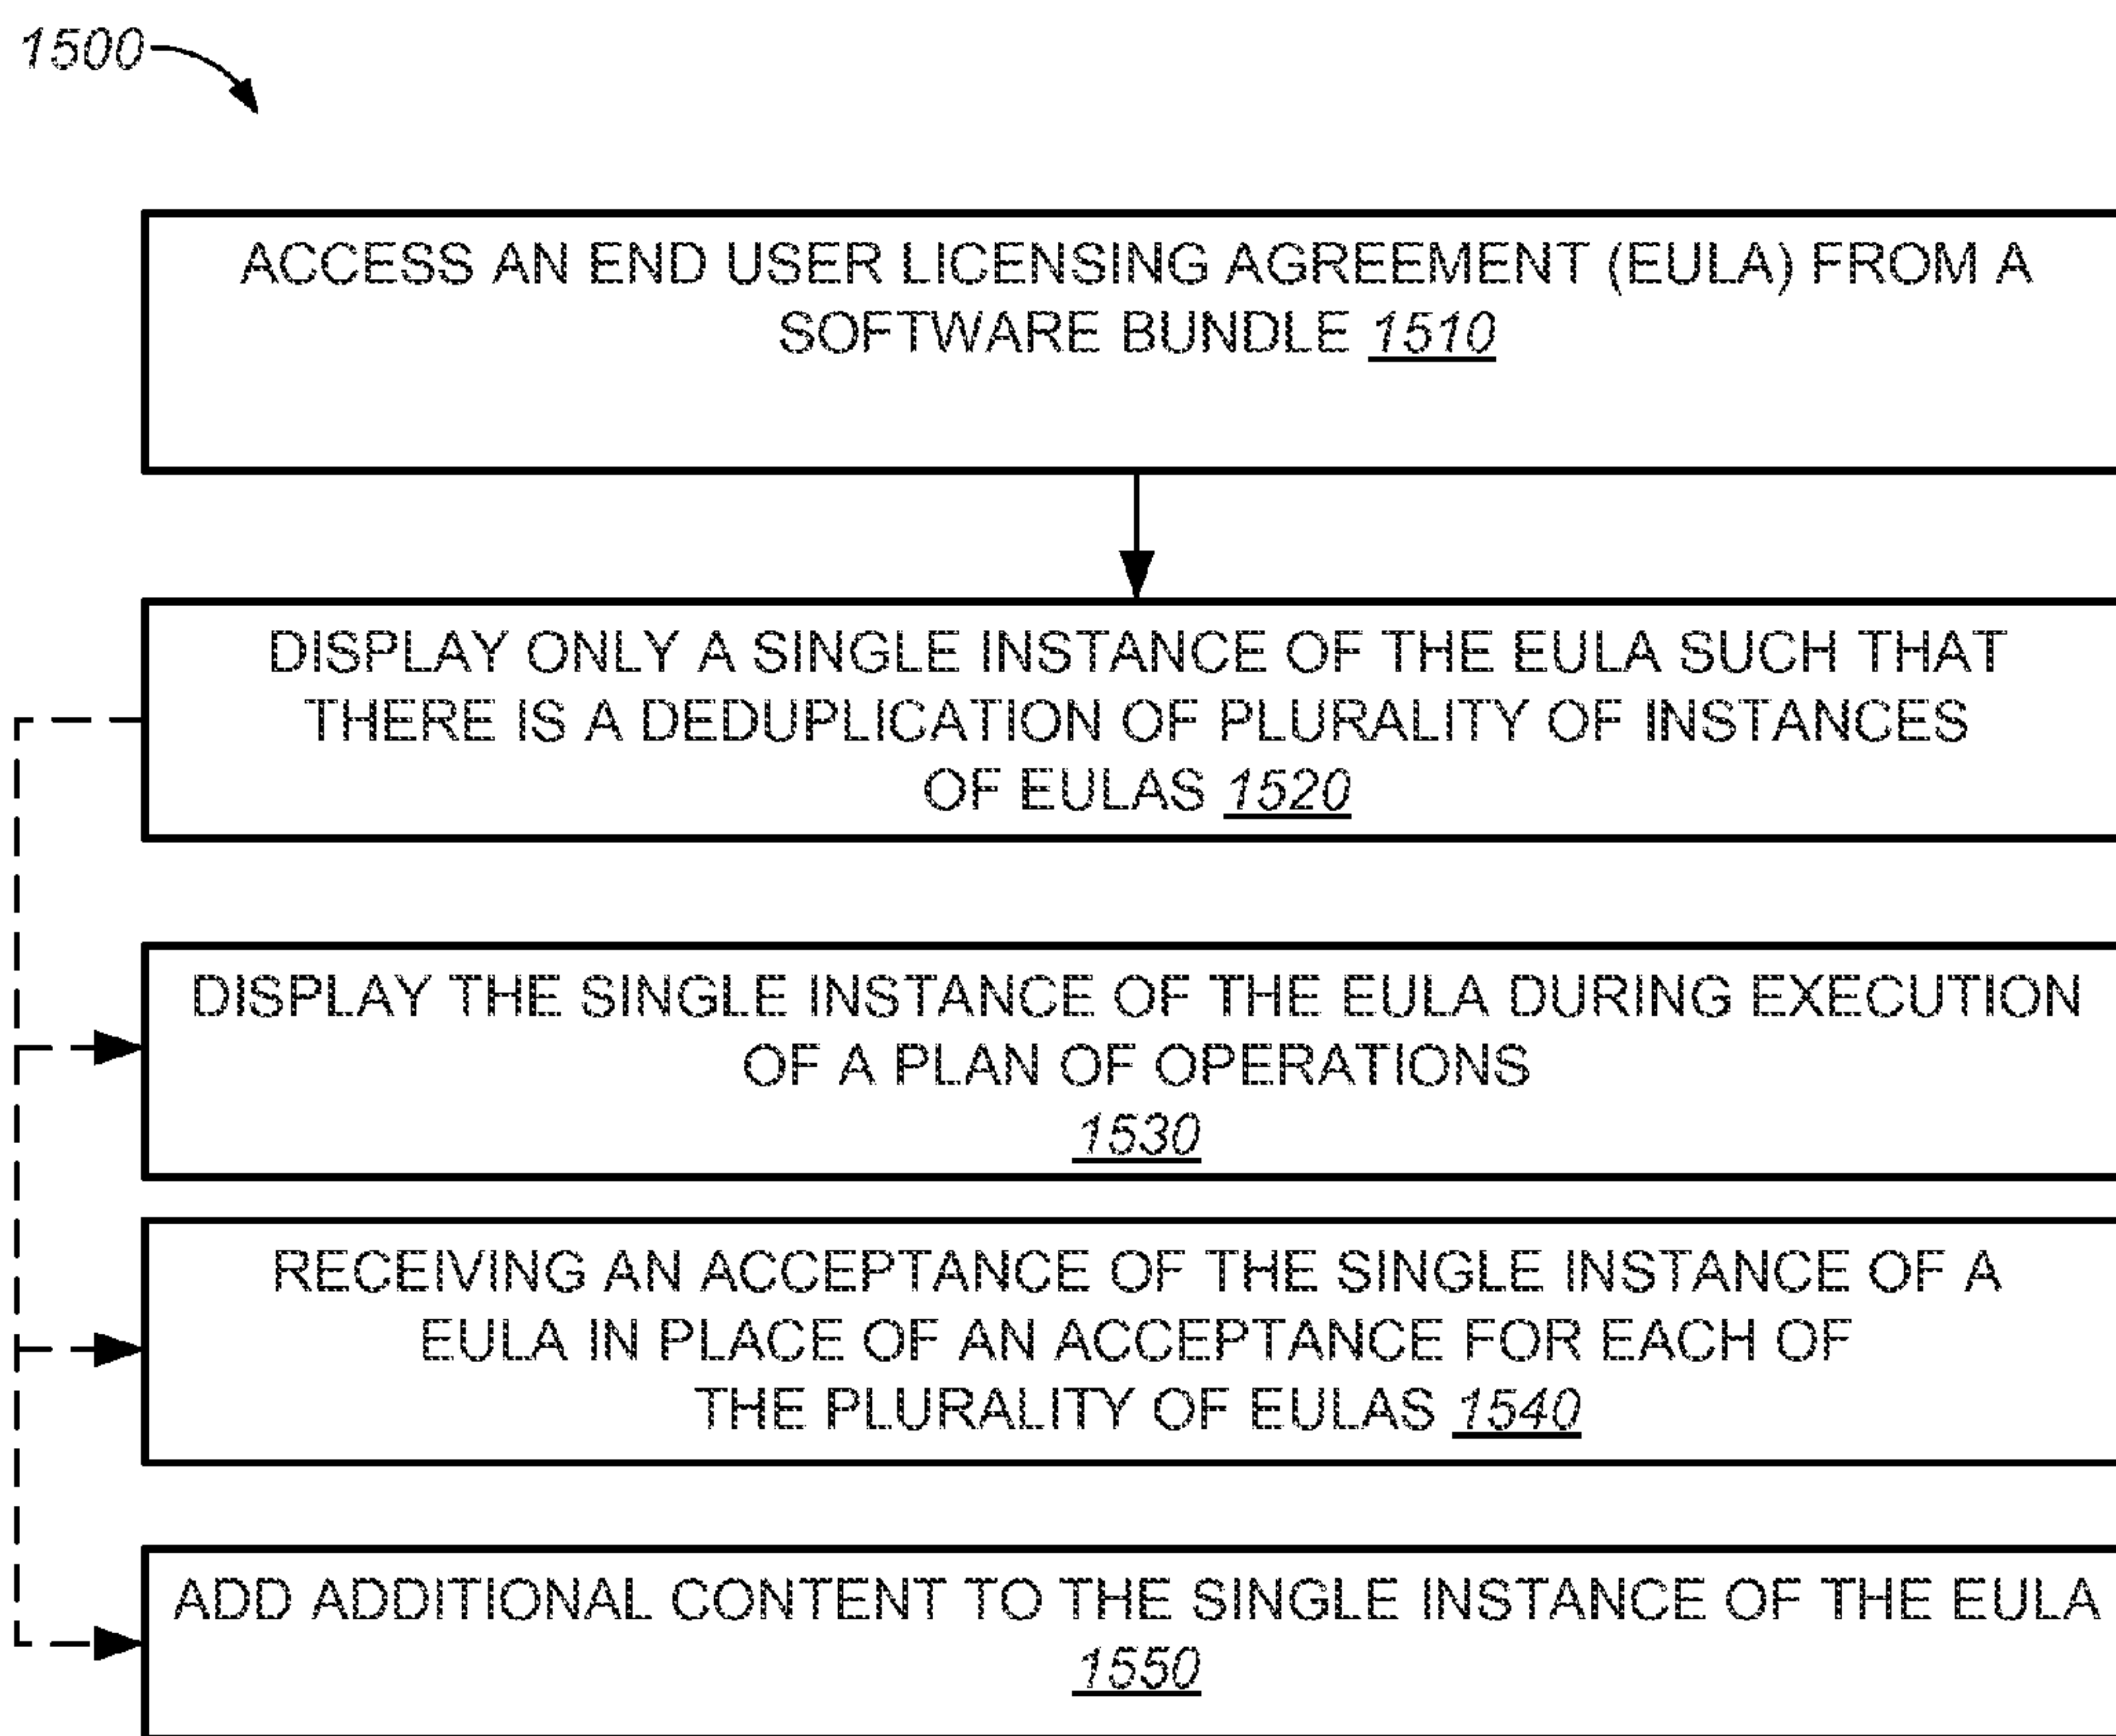 1500
ACCESS AN END USER LICENSING AGREEMENT (EULA) FROM A
SOFTWARE BUNDLE 1510
DISPLAY ONLY A SINGLE INSTANCE OF THE EULA SUCH THAT
THERE IS A DEDUPLICATION OF PLURALITY OF INSTANCES
OF EULAS 1520
DISPLAY THE SINGLE INSTANCE OF THE EULA DURING EXECUTION
OF A PLAN OF OPERATIONS
1530
RECEIVING AN ACCEPTANCE OF THE SINGLE INSTANCE OF A
EULA IN PLACE OF AN ACCEPTANCE FOR EACH OF
THE PLURALITY OF EULAS 1540
ADD ADDITIONAL CONTENT TO THE SINGLE INSTANCE OF THE EULA
1550